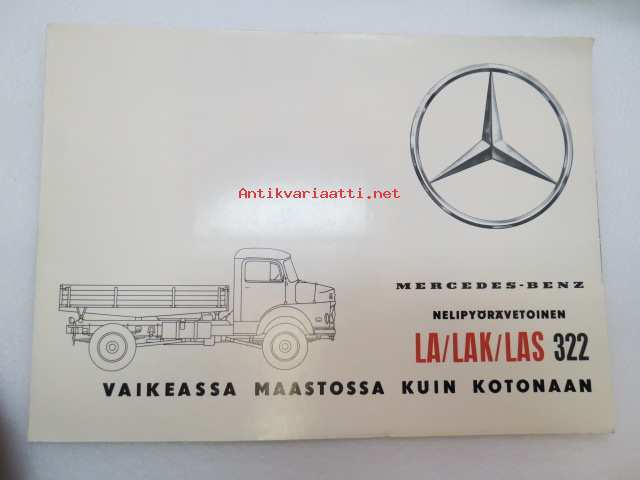 Antikvariaatti.net
MERCEDES-BENZ
NELIPYÖRÄVETOINEN
LA/LAK/LAS 322
VAIKEASSA MAASTOSSA KUIN KOTONAAN